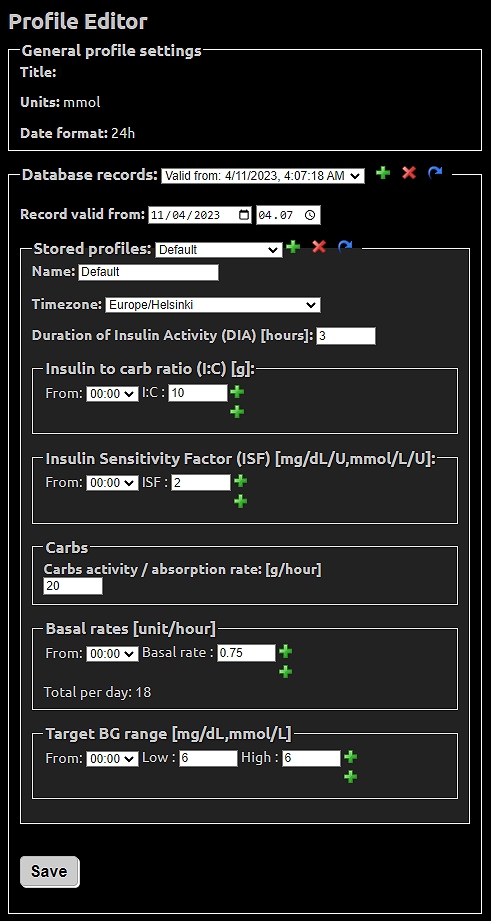 Profile Editor
General profile settings
Title:
Units: mmol
Date format: 24h
Database records: Valid from: 4/11/2023, 4:07:18 AM
Record valid from: 11/04/2023 04.07
Stored profiles: Default
Name: Default
Timezone: Europe/Helsinki
Duration of Insulin Activity (DIA) [hours]: 3
Insulin to carb ratio (I:C) [g]:
From: 00:00 I:C : 10
Insulin Sensitivity Factor (ISF) [mg/dL/U,mmol/L/U]:
From: 00:00 ISF : 2
Carbs
Carbs activity / absorption rate: [g/hour]
20
Basal rates [unit/hour]
From: 00:00 Basal rate : 0.75
Total per day: 18
Target BG range [mg/dL,mmol/L]
From: 00:00 Low : 6 High : 6
Save